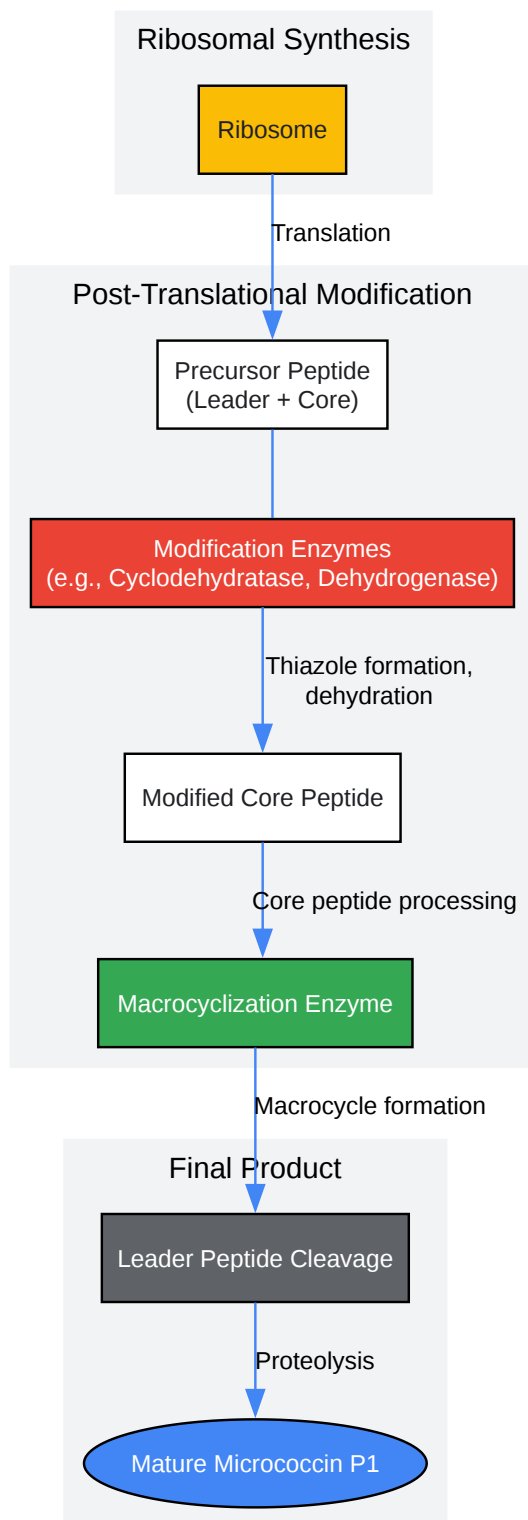 Ribosomal Synthesis
Ribosome
Translation
Post-Translational Modification
Precursor Peptide
(Leader + Core)
Modification Enzymes
(e.g., Cyclodehydratase, Dehydrogenase)
Thiazole formation,
dehydration
Modified Core Peptide
Core peptide processing
Macrocyclization Enzyme
Macrocycle formation
Final Product
Leader Peptide Cleavage
Proteolysis
Mature Micrococcin P1